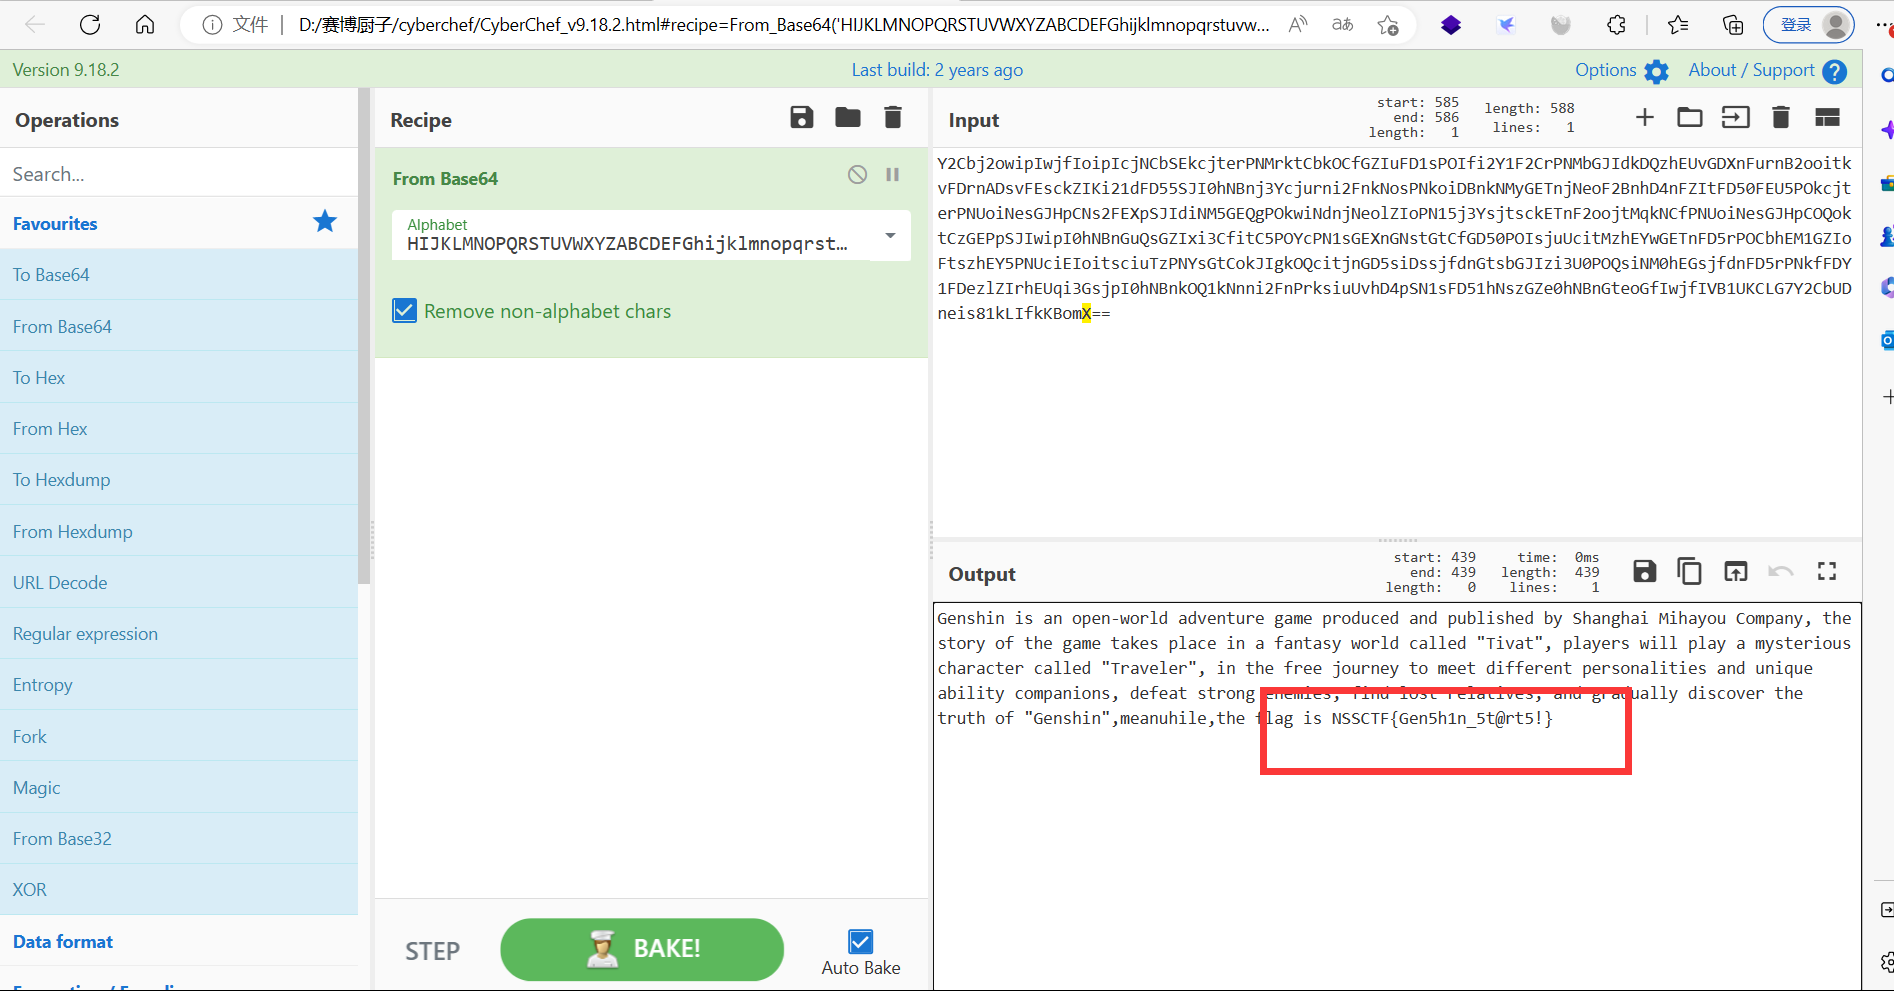 文件
D:/赛博厨子/cyberchef/CyberChef_v9.18.2.html#recipe=From_Base64('HIJKLMNOPQRSTUVWXYZABCDEFGhijklmnopqrstuvw...
登录
Version 9.18.2
Last build: 2 years ago
Options
About / Support
Operations
Search...
Favourites
To Base64
From Base64
To Hex
From Hex
To Hexdump
From Hexdump
URL Decode
Regular expression
Entropy
Fork
Magic
From Base32
XOR
Data format
Recipe
From Base64
Alphabet
HIJKLMNOPQRSTUVWXYZABCDEFGhijklmnopqrst...
Remove non-alphabet chars
STEP
BAKE!
Auto Bake
Input
start: 585
end: 586
length: 1
length: 588
lines: 1
Y2Cbj2owipIwjfIoipIcjNCbSEkcjterPNMrktCbkOCfGZIuFD1sPOIfi2Y1F2CrPNMbGJIdkDQzhEUvGDXnFurnB2ooitk
vFDrnADsvFEsckZIKi21dFD55SJI0hNBnj3Ycjurni2FnkNosPNkoiDBnkNMyGETnjNeoF2BnhD4nFZItFD50FEU5POkcjt
erPNUoiNesGJHpCNs2FEXpSJIdiNM5GEQgPOkwiNdnjNeolZIoPN15j3YsjtsckETnF2oojtMqkNCfPNUoiNesGJHpCOQok
tCzGEPpSJIwipI0hNBnGuQsGZIxi3CfitC5POYcPN1sGEXnGNstGtCfGD50POIsjuUcitMzhEYwGETnFD5rPOCbhEM1GZIo
FtszhEY5PNUciEIoitsciuTzPNYsGtCokJIgkOQcitjnGD5siDssjfdnGtsbGJIzi3U0POQsiNM0hEGsjfdnFD5rPNkfFDY
1FDezlZIrhEUqi3GsjpI0hNBnkOQ1kNnni2FnPrksiuUvhD4pSN1sFD51hNszGZe0hNBnGteoGfIwjfIVB1UKCLG7Y2CbUD
neis81kLIfkKBomX==
Output
start: 439
end: 439
length: 0
time: 0ms
length: 439
lines: 1
Genshin is an open-world adventure game produced and published by Shanghai Mihayou Company, the
story of the game takes place in a fantasy world called "Tivat", players will play a mysterious
character called "Traveler", in the free journey to meet different personalities and unique
ability companions, defeat strong enemies, find lost relatives, and gradually discover the
truth of "Genshin",meanuhile,the flag is NSSCTF{Gen5h1n_5t@rt5!}